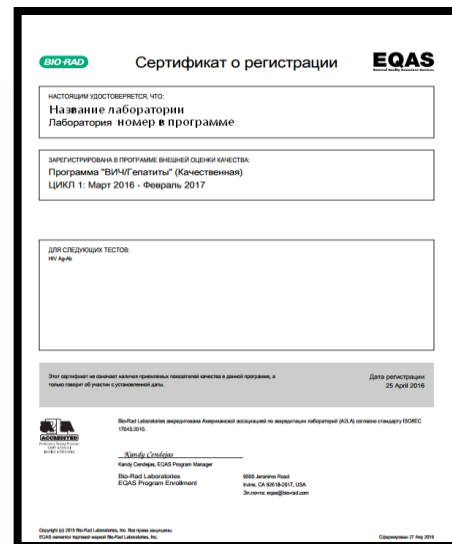 BIO-RAD
Сертификат о регистрации
EQAS
External Quality Assurance Services
НАСТОЯЩИМ УДОСТОВЕРЯЕТСЯ, ЧТО:
Название лаборатории
Лаборатория номер в программе
ЗАРЕГИСТРИРОВАНА В ПРОГРАММЕ ВНЕШНЕЙ ОЦЕНКИ КАЧЕСТВА:
Программа "ВИЧ/Гепатиты" (Качественная)
ЦИКЛ 1: Март 2016 - Февраль 2017
ДЛЯ СЛЕДУЮЩИХ ТЕСТОВ:
HIV Ag-Ab
Этот сертификат не означает наличия приемлемых показателей качества в данной программе, а
только говорит об участии с установленной даты.
Дата регистрации
25 April 2016
ACCREDITED
Bio-Rad Laboratories аккредитована Американской ассоциацией по аккредитации лабораторий (A2LA) согласно стандарту ISO/IEC
17043:2010.
Kandy Cendejas
Kandy Cendejas, EQAS Program Manager
Bio-Rad Laboratories
EQAS Program Enrollment
9500 Jeronimo Road
Irvine, CA 92618-2017, USA
Эл.почта: eqas@bio-rad.com
Copyright (c) 2015 Bio-Rad Laboratories, Inc. Все права защищены.
EQAS является торговой маркой Bio-Rad Laboratories, Inc.
Сформирован 27 Апр 2016